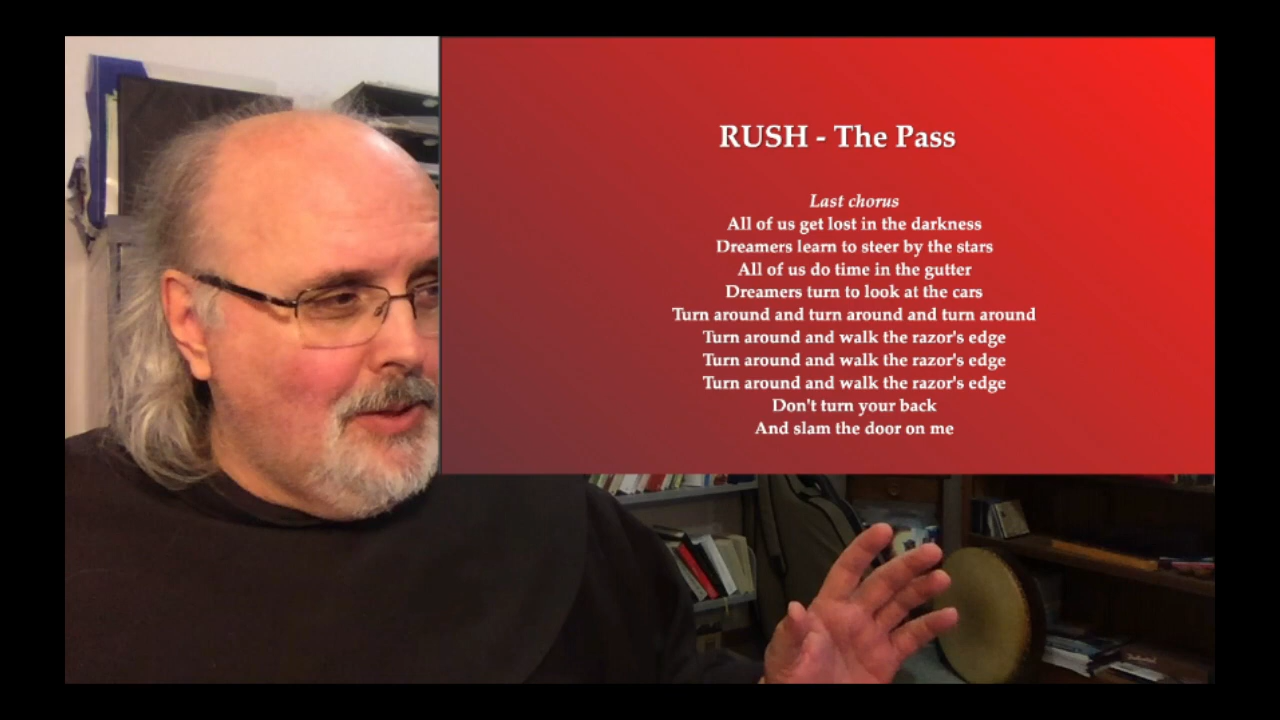 RUSH - The Pass
Last chorus
All of us get lost in the darkness
Dreamers learn to steer by the stars
All of us do time in the gutter
Dreamers turn to look at the cars
Turn around and turn around and turn around
Turn around and walk the razor's edge
Turn around and walk the razor's edge
Turn around and walk the razor's edge
Don't turn your back
And slam the door on me